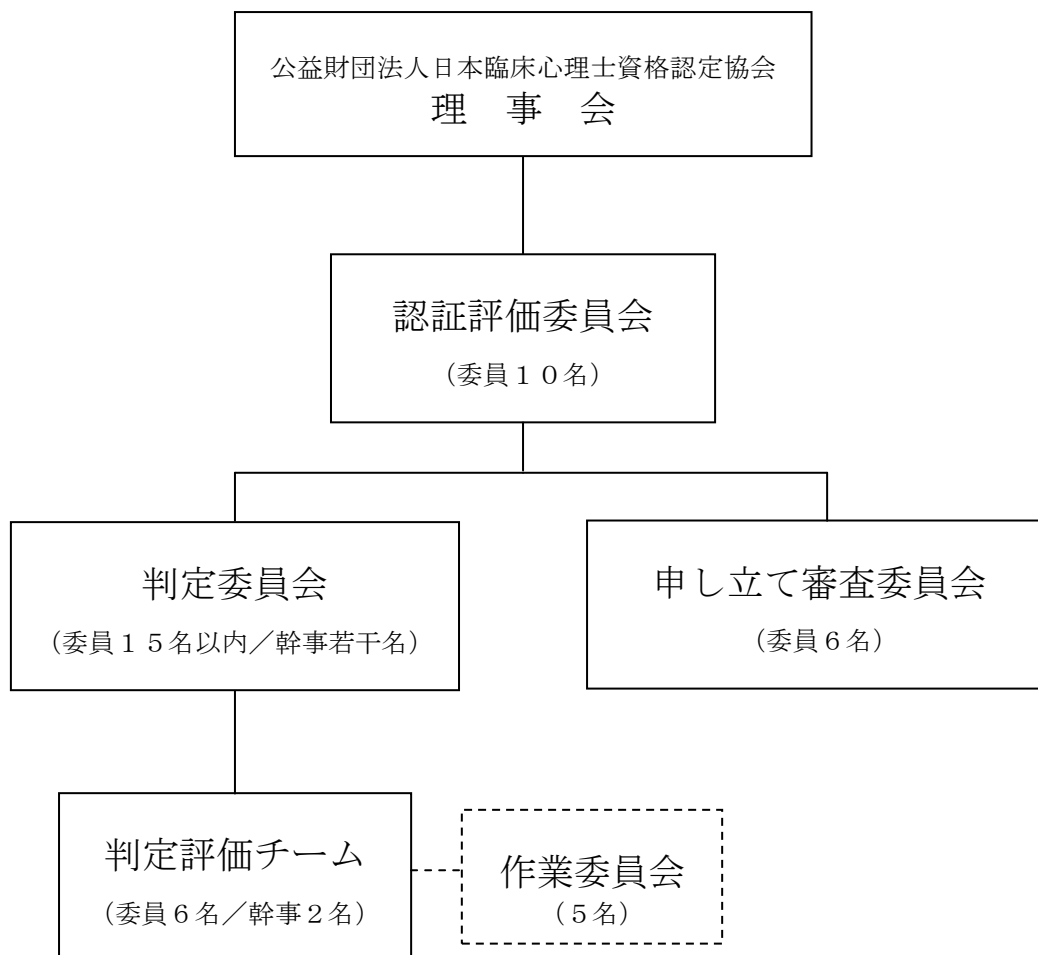 公益財団法人日本臨床心理士資格認定協会
理　事　会
認証評価委員会
（委員１０名）
判定委員会
（委員１５名以内／幹事若干名）
申し立て審査委員会
（委員６名）
判定評価チーム
（委員６名／幹事２名）
作業委員会
（５名）